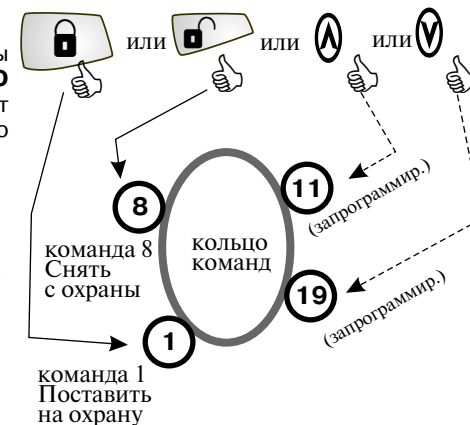 ы
о
т
о
или
или
или
8
11
(запрограммир.)
команда 8
Снять
с охраны
кольцо
команд
19
(запрограммир.)
1
команда 1
Поставить
на охрану